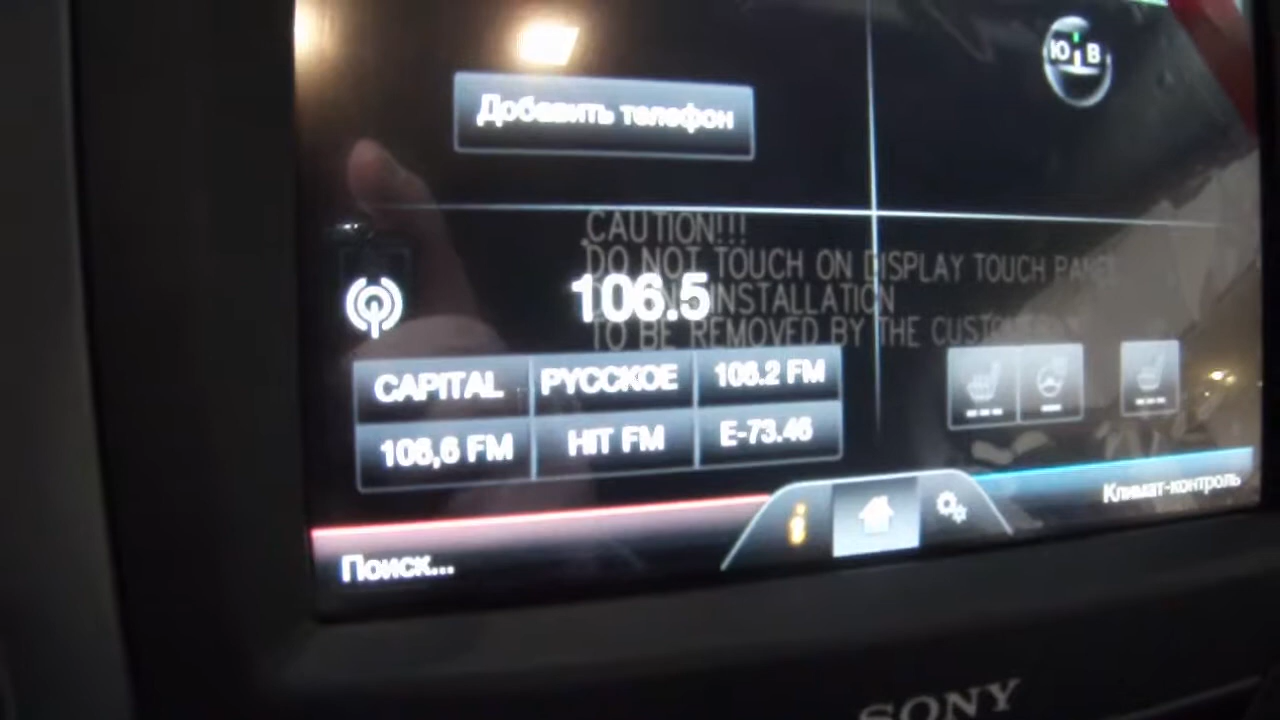 Ю В
Добавить телефон
CAUTION!!!
DO NOT TOUCH ON DISPLAY TOUCH PANEL
INSTALLATION
TO BE REMOVED BY THE
106.5
CAPITAL РУССКОЕ 106.2 FM
106,6 FM HIT FM E-73.46
Климат-контроль
Поиск...
SONY